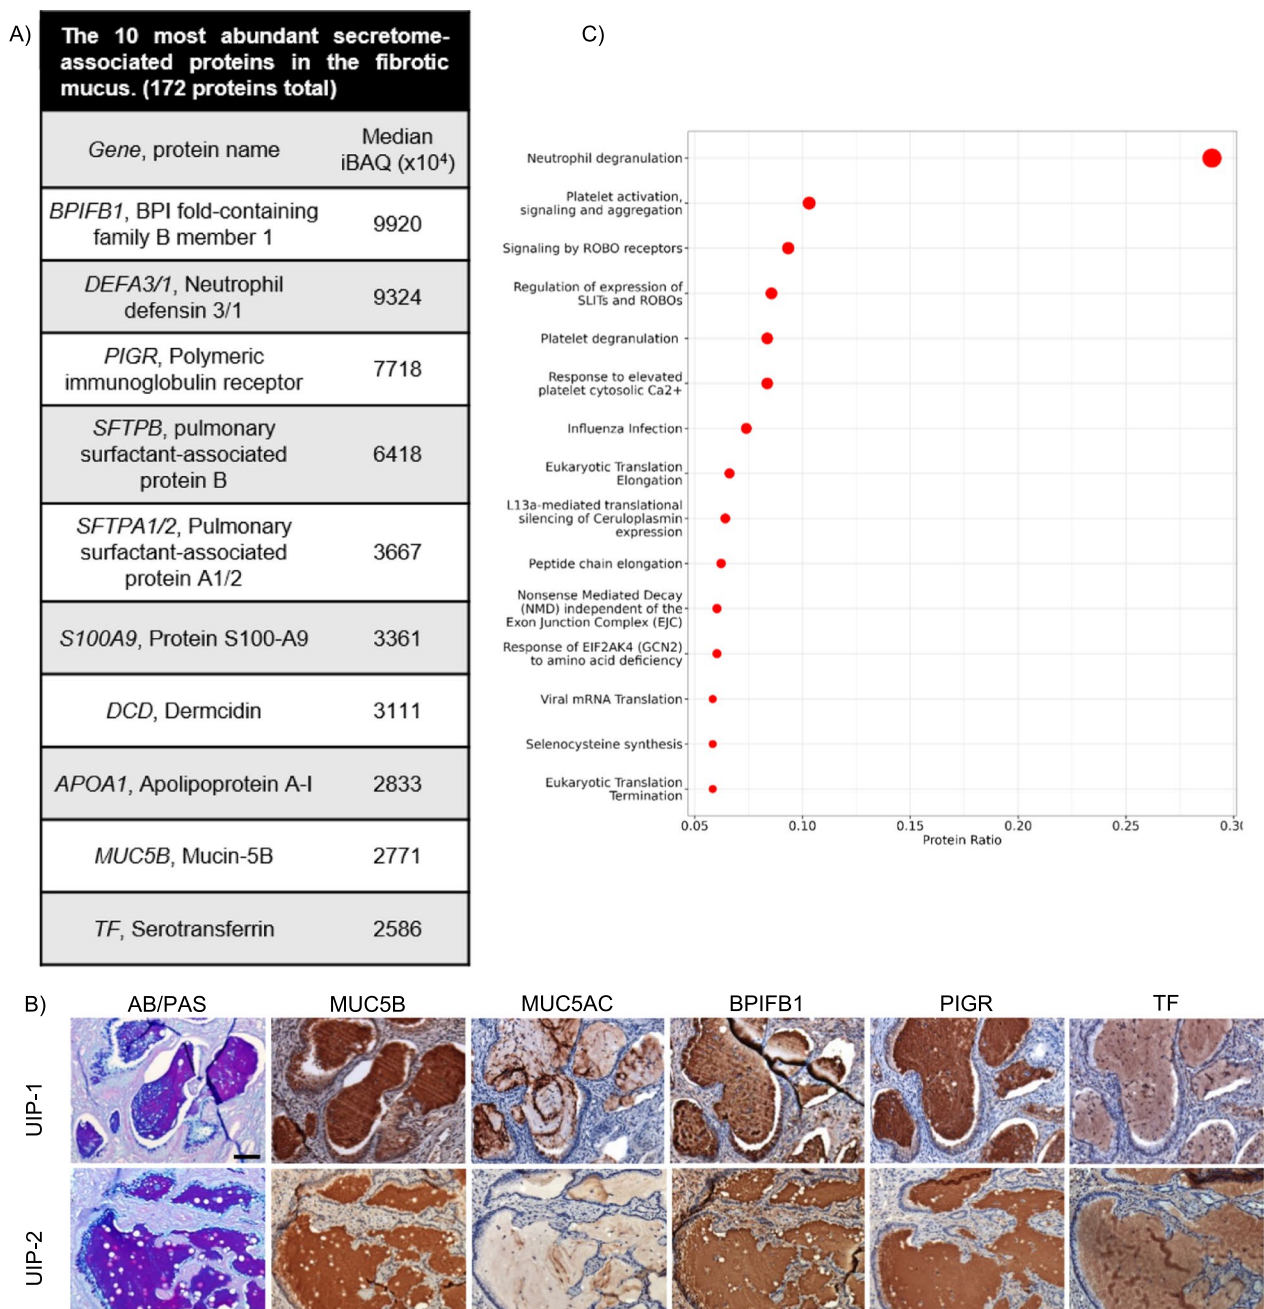 A)
The 10 most abundant secretome-
associated proteins in the fibrotic
mucus. (172 proteins total)
Gene, protein name
Median
iBAQ (x10⁴)
BPIFB1, BPI fold-containing
family B member 1
9920
DEFA3/1, Neutrophil
defensin 3/1
9324
PIGR, Polymeric
immunoglobulin receptor
7718
SFTPB, pulmonary
surfactant-associated
protein B
6418
SFTPA1/2, Pulmonary
surfactant-associated
protein A1/2
3667
S100A9, Protein S100-A9
3361
DCD, Dermcidin
3111
APOA1, Apolipoprotein A-I
2833
MUC5B, Mucin-5B
2771
TF, Serotransferrin
2586
C)
Neutrophil degranulation
Platelet activation,
signaling and aggregation
Signaling by ROBO receptors
Regulation of expression of
SLITs and ROBOs
Platelet degranulation
Response to elevated
platelet cytosolic Ca2+
Influenza Infection
Eukaryotic Translation
Elongation
L13a-mediated translational
silencing of Ceruloplasmin
expression
Peptide chain elongation
Nonsense Mediated Decay
(NMD) independent of the
Exon Junction Complex (EJC)
Response of EIF2AK4 (GCN2)
to amino acid deficiency
Viral mRNA Translation
Selenocysteine synthesis
Eukaryotic Translation
Termination
0.05 0.10 0.15 0.20 0.25 0.30
Protein Ratio
B)
AB/PAS MUC5B MUC5AC BPIFB1 PIGR TF
UIP-1
UIP-2